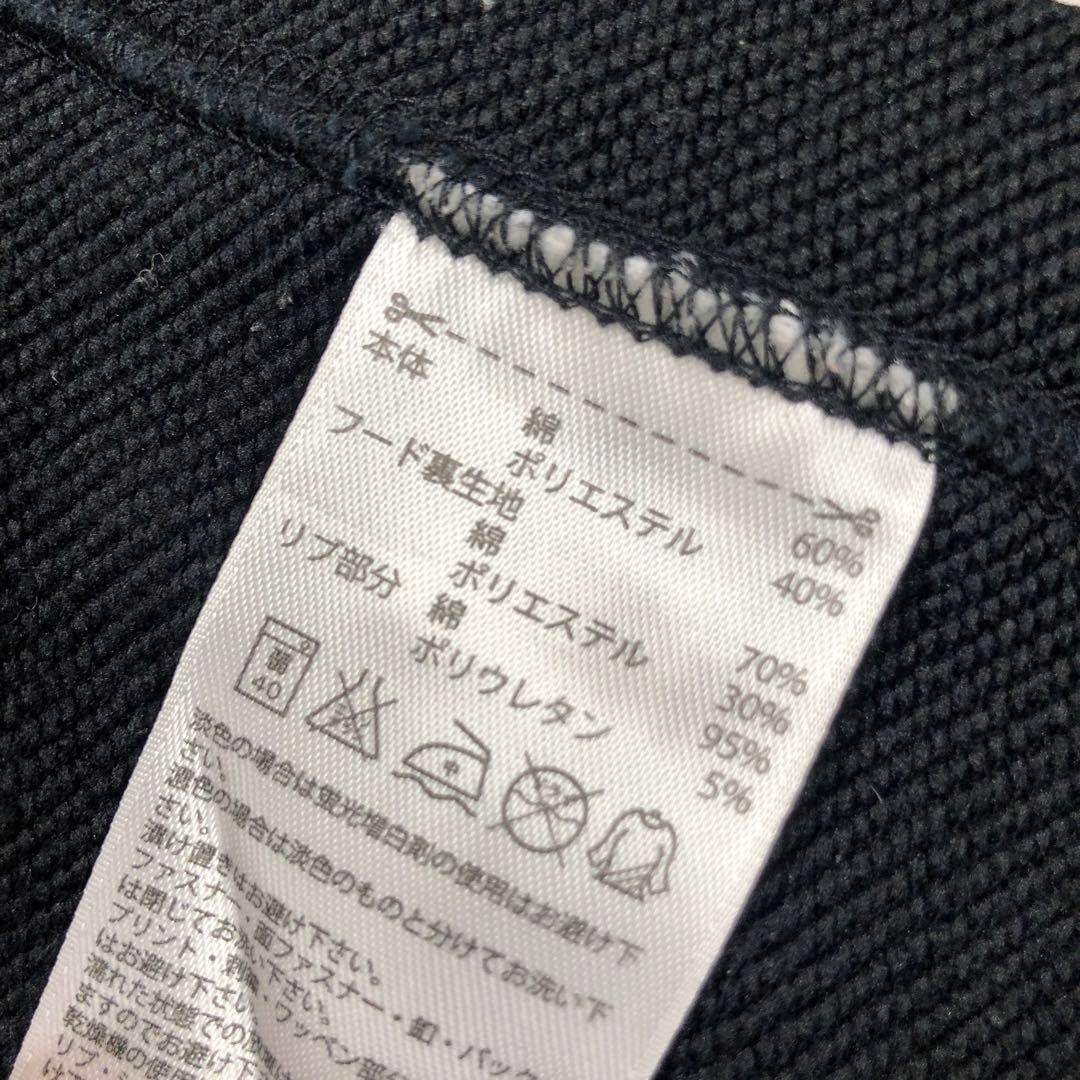 本体
綿 60%
ポリエステル 40%
フード裏生地
綿 70%
ポリエステル 30%
リブ部分
綿 95%
ポリウレタン 5%
40
淡色の場合は蛍光増白剤の使用はお避け下
さい。
濃色の場合は淡色のものと分けてお洗い下
さい。
漬け置きはお避け下さい。
ファスナー・面ファスナー・釦・バック
は閉じておあい下さい。
プリント・刺・ワッペン部分
はお避け下さい。
濡れた状態での放置は
ますのでお避け下
乾燥機の使用
リブ・